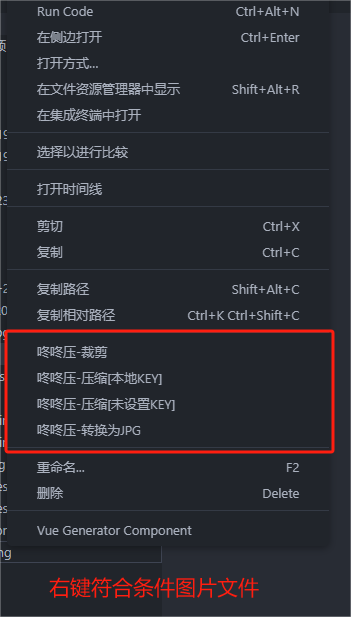 Run Code Ctrl+Alt+N
在侧边打开 Ctrl+Enter
打开方式...
在文件资源管理器中显示 Shift+Alt+R
在集成终端中打开
选择以进行比较
打开时间线
剪切 Ctrl+X
复制 Ctrl+C
复制路径 Shift+Alt+C
复制相对路径 Ctrl+K Ctrl+Shift+C
咚咚压-裁剪
咚咚压-压缩[本地KEY]
咚咚压-压缩[未设置KEY]
咚咚压-转换为JPG
重命名... F2
删除 Delete
Vue Generator Component
右键符合条件图片文件